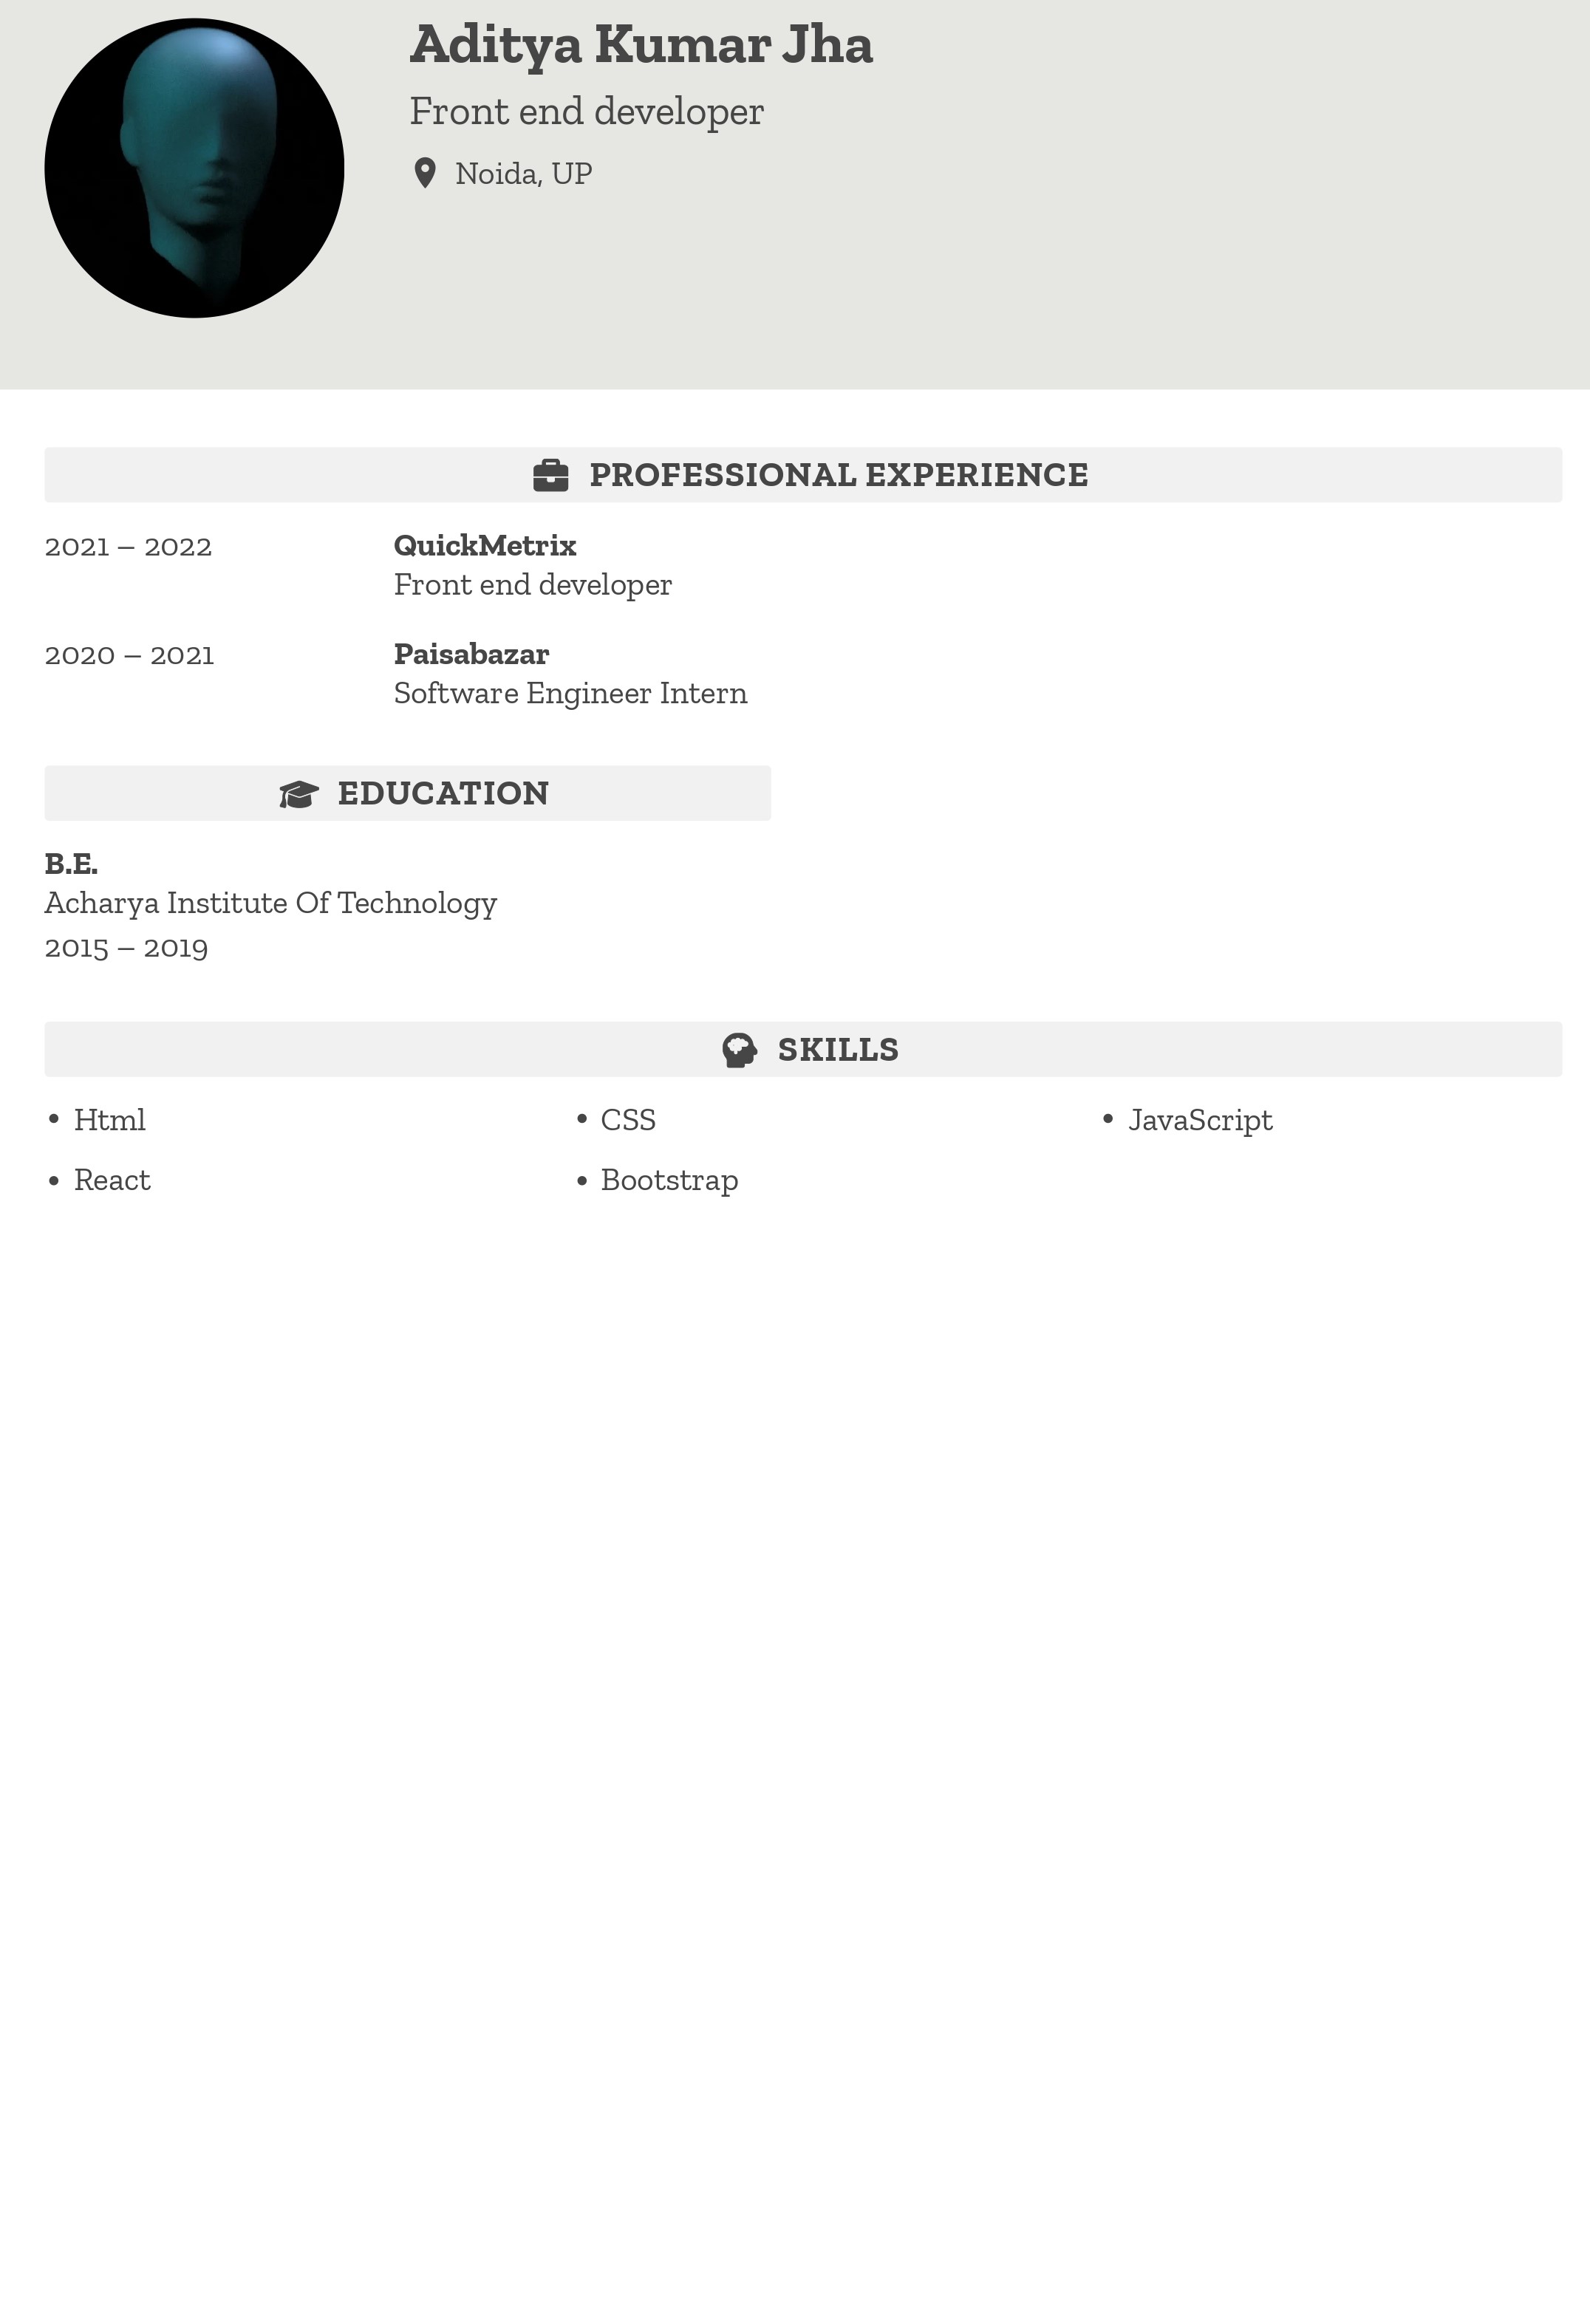 Aditya Kumar Jha
Front end developer
Noida, UP
PROFESSIONAL EXPERIENCE
2021 – 2022
QuickMetrix
Front end developer
2020 – 2021
Paisabazar
Software Engineer Intern
EDUCATION
B.E.
Acharya Institute Of Technology
2015 – 2019
SKILLS
• Html
• CSS
• JavaScript
• React
• Bootstrap